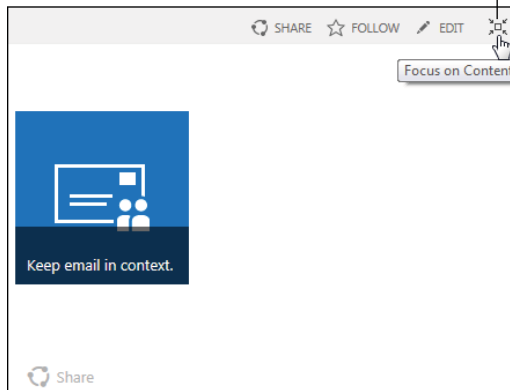 SHARE FOLLOW EDIT
Focus on Content
Keep email in context.
Share